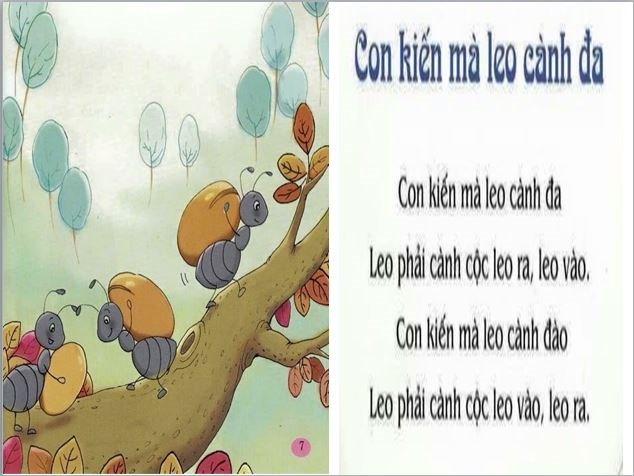 Con kiến mà leo cành đa
Con kiến mà leo cành đa
Leo phải cành cộc leo ra, leo vào.
Con kiến mà leo cành đào
Leo phải cành cộc leo vào, leo ra.
7